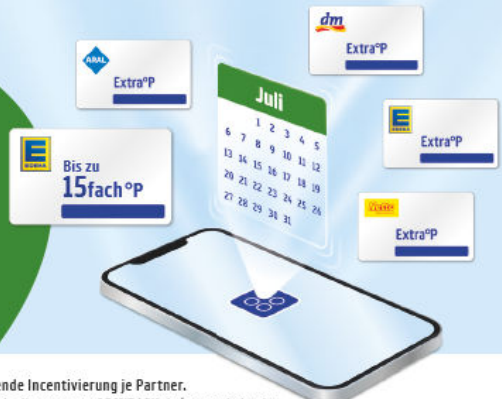 dm
Extra°P
ARAL
Extra°P
Juli
1 2 3 4 5
6 7 8 9 10 11 12
13 14 15 16 17 18 19
20 21 22 23 24 25 26
27 28 29 30 31
E
EDEKA
Extra°P
E
EDEKA
Bis zu
15fach°P
Netto
Extra°P
ende Incentivierung je Partner.